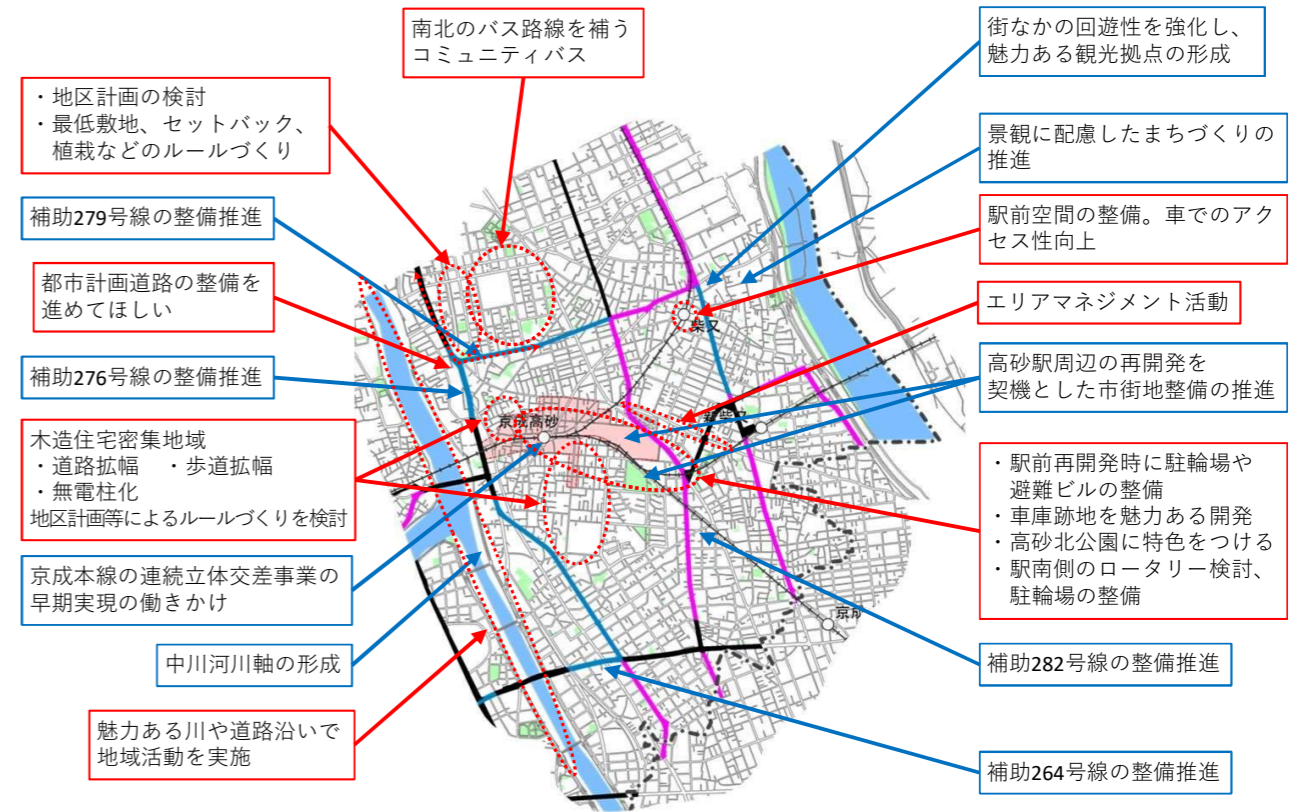 南北のバス路線を補う
コミュニティバス
街なかの回遊性を強化し、
魅力ある観光拠点の形成
・地区計画の検討
・最低敷地、セットバック、
植栽などのルールづくり
景観に配慮したまちづくりの
推進
補助279号線の整備推進
駅前空間の整備。車でのアク
セス性向上
都市計画道路の整備を
進めてほしい
エリアマネジメント活動
補助276号線の整備推進
高砂駅周辺の再開発を
契機とした市街地整備の推進
木造住宅密集地域
・道路拡幅 ・歩道拡幅
・無電柱化
地区計画等によるルールづくりを検討
・駅前再開発時に駐輪場や
避難ビルの整備
・車庫跡地を魅力ある開発
・高砂北公園に特色をつける
・駅南側のロータリー検討、
駐輪場の整備
京成本線の連続立体交差事業の
早期実現の働きかけ
中川河川軸の形成
補助282号線の整備推進
魅力ある川や道路沿いで
地域活動を実施
補助264号線の整備推進
柴又
京成高砂
新柴又
京成